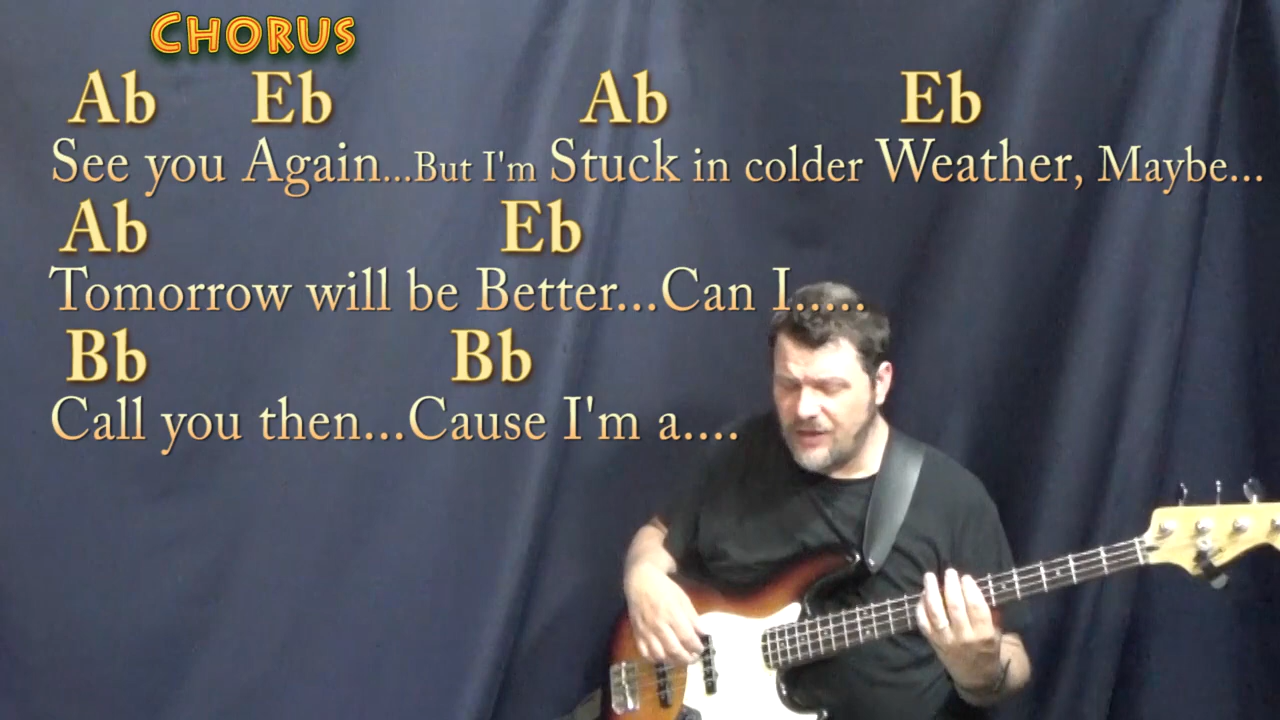 CHORUS
Ab Eb Ab Eb
See you Again...But I'm Stuck in colder Weather, Maybe...
Ab Eb
Tomorrow will be Better...Can I.....
Bb Bb
Call you then...Cause I'm a....